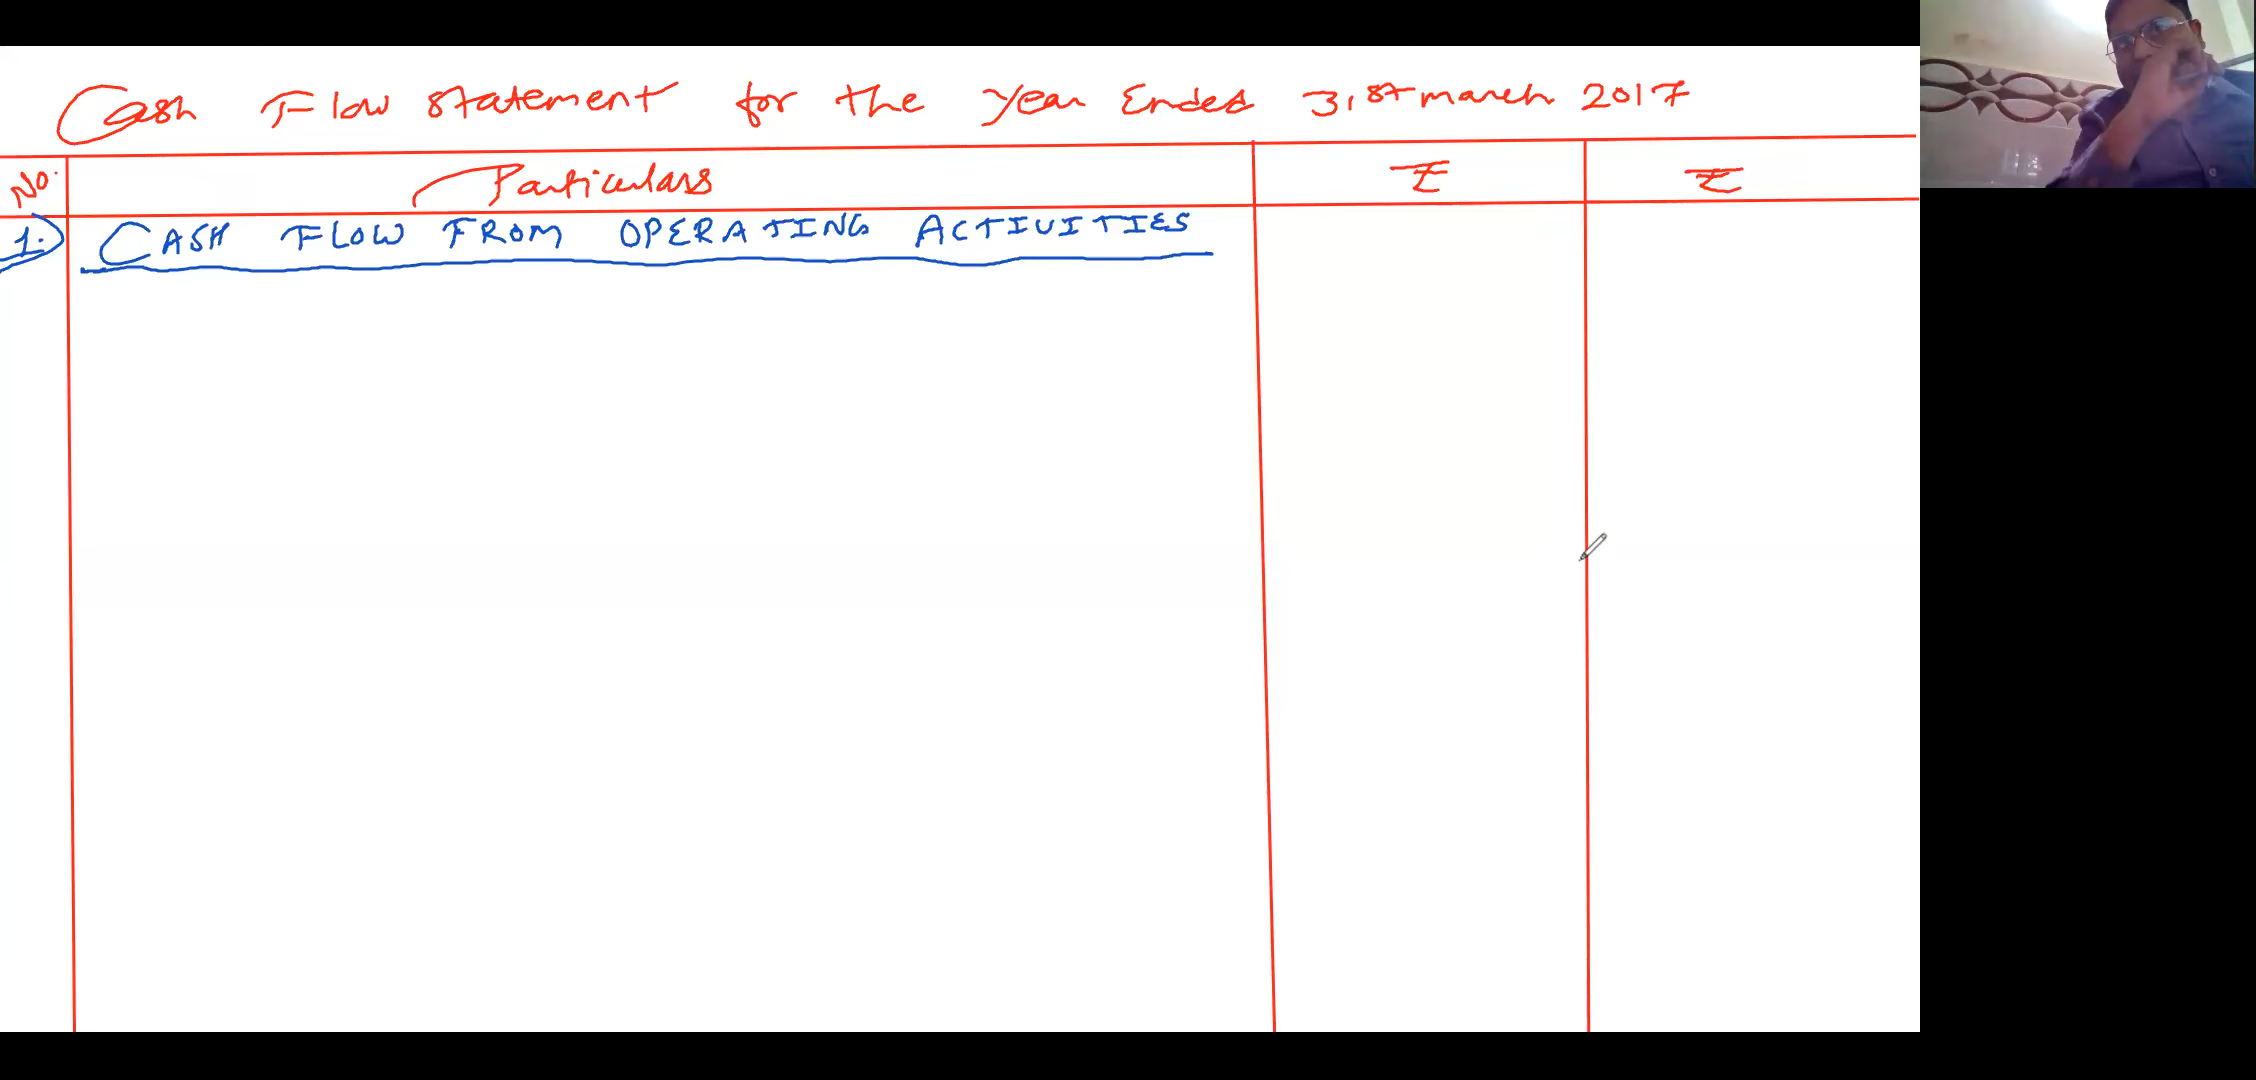 Cash Flow Statement for the Year Ended 31st march 2017
No. Particulars ₹ ₹
1. CASH FLOW FROM OPERATING ACTIVITIES